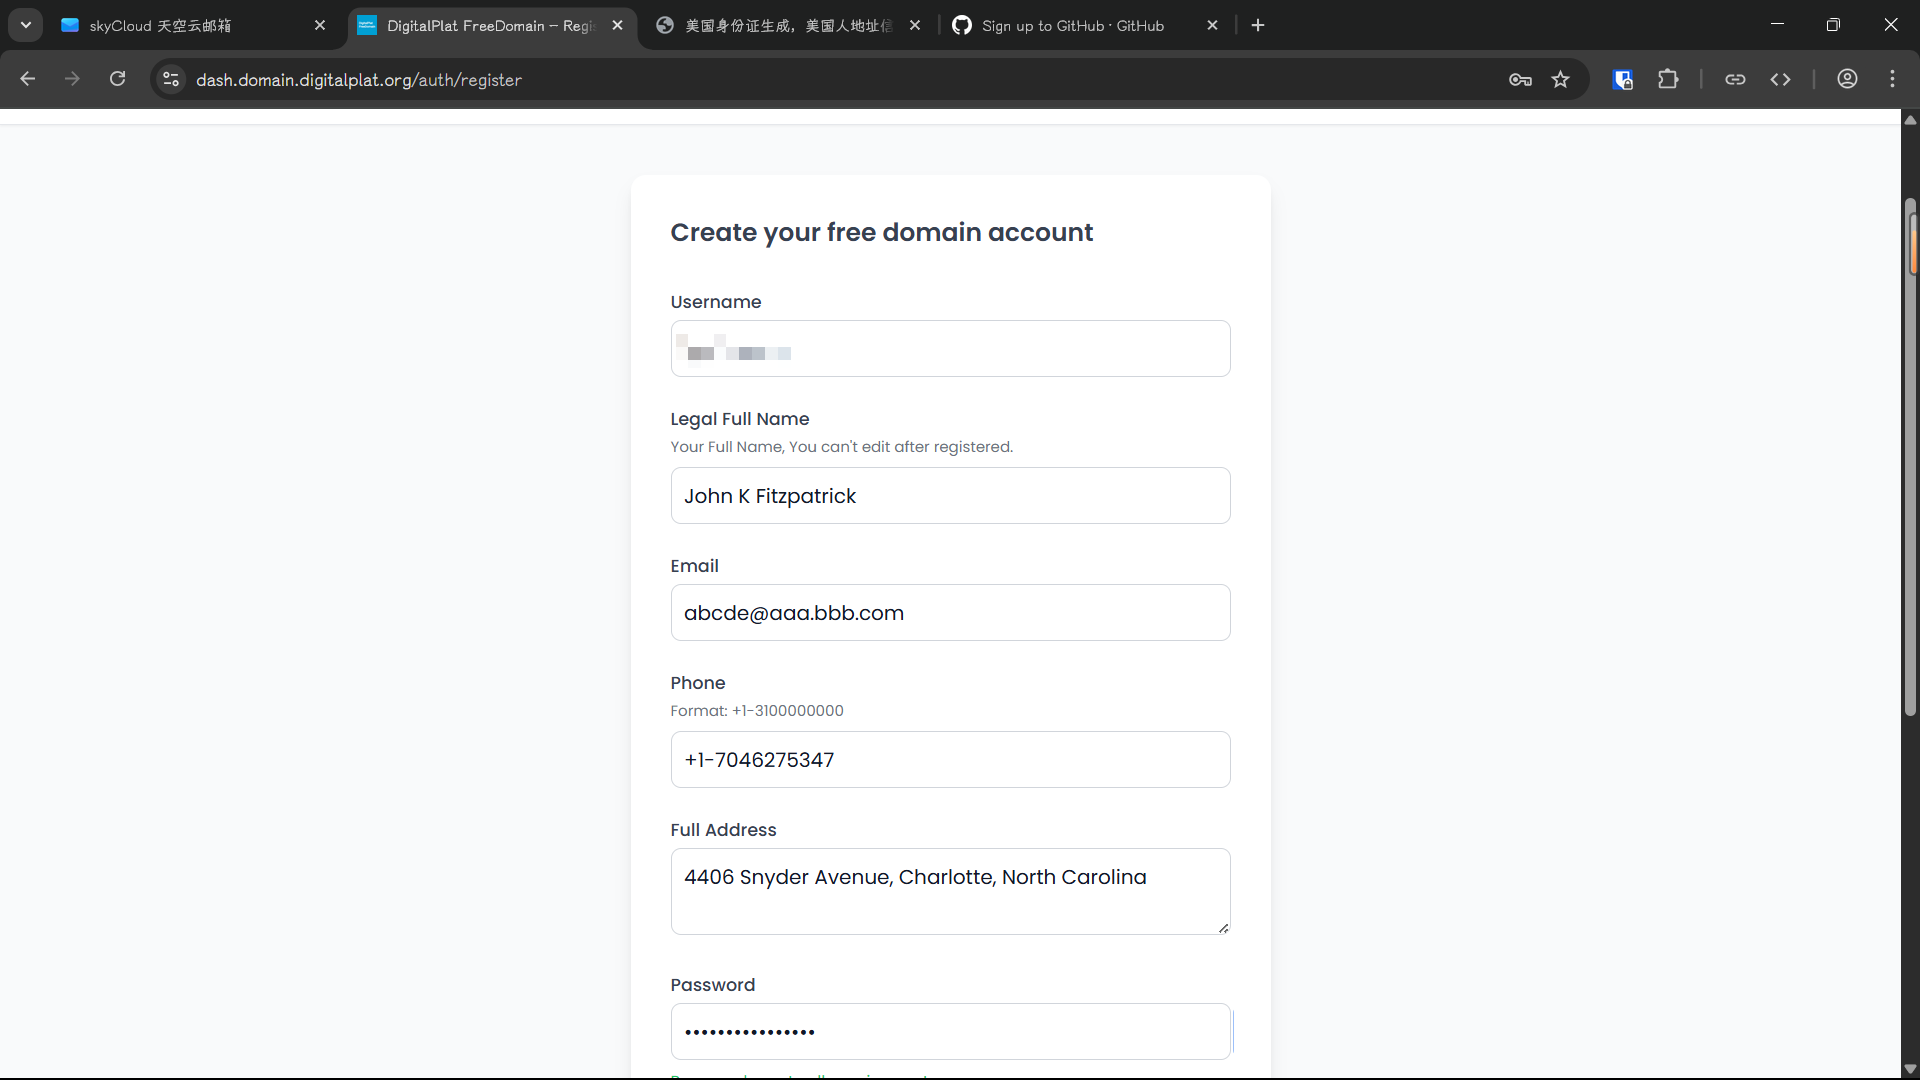 skyCloud 天空云邮箱
DigitalPlat FreeDomain – Regis
美国身份证生成，美国人地址信
Sign up to GitHub · GitHub
dash.domain.digitalplat.org/auth/register
Create your free domain account
Username
Legal Full Name
Your Full Name, You can't edit after registered.
John K Fitzpatrick
Email
abcde@aaa.bbb.com
Phone
Format: +1-3100000000
+1-7046275347
Full Address
4406 Snyder Avenue, Charlotte, North Carolina
Password
••••••••••••••••